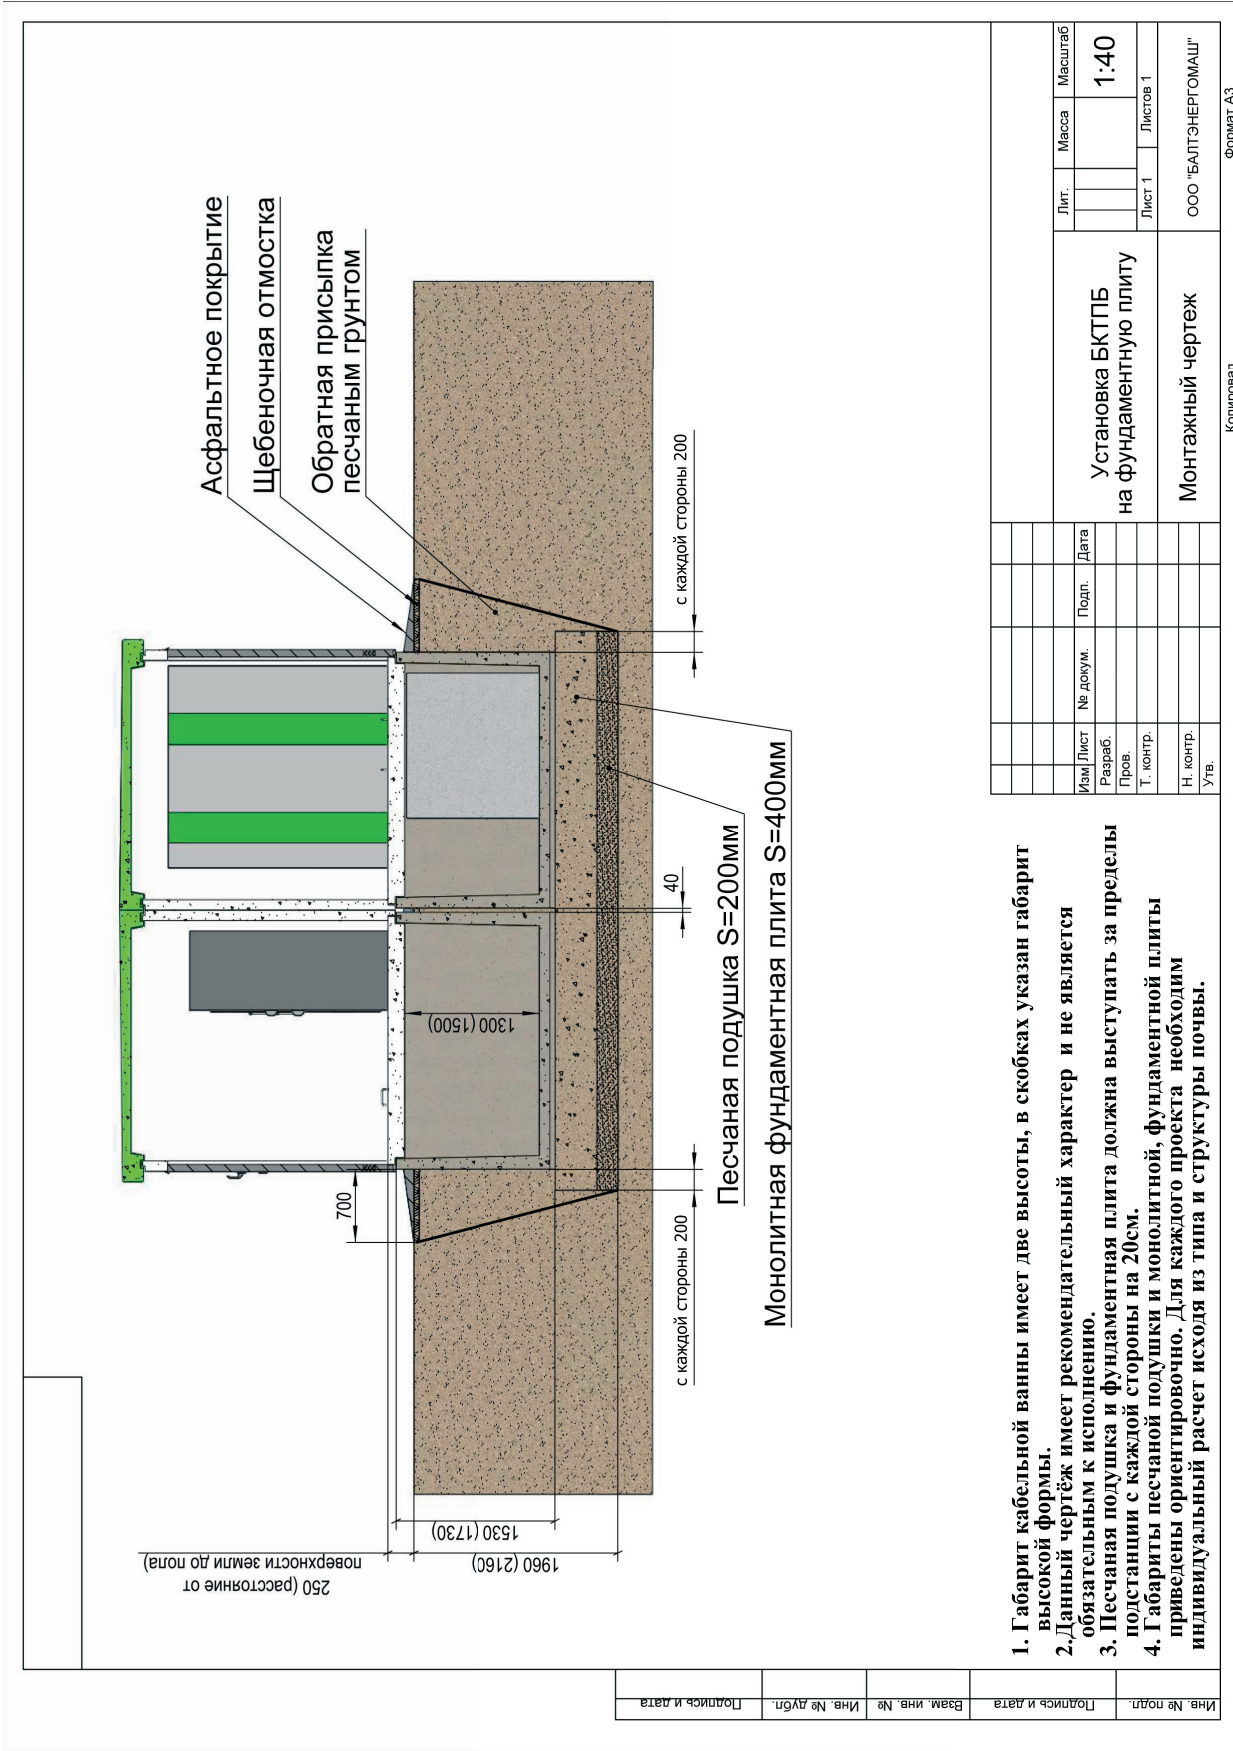 Асфальтное покрытие
Щебеночная отмостка
Обратная присыпка
песчаным грунтом
250 (расстояние от
поверхности земли до пола)
700
1300 (1500)
1530 (1730)
1960 (2160)
40
с каждой стороны 200
с каждой стороны 200
Песчаная подушка S=200мм
Монолитная фундаментная плита S=400мм
1. Габарит кабельной ванны имеет две высоты, в скобках указан габарит
высокой формы.
2.Данный чертёж имеет рекомендательный характер и не является
обязательным к исполнению.
3. Песчаная подушка и фундаментная плита должна выступать за пределы
подстанции с каждой стороны на 20см.
4. Габариты песчаной подушки и монолитной, фундаментной плиты
приведены ориентировочно. Для каждого проекта необходим
индивидуальный расчет исходя из типа и структуры почвы.
Изм Лист № докум. Подп. Дата
Разраб.
Пров.
Т. контр.
Н. контр.
Утв.
Установка БКТПБ
на фундаментную плиту
Монтажный чертеж
Лит. Масса Масштаб
1:40
Лист 1 Листов 1
ООО "БАЛТЭНЕРГОМАШ"
Копировал
Формат А3
Подпись и дата
Инв. № дубл.
Взам. инв. №
Подпись и дата
Инв. № подл.